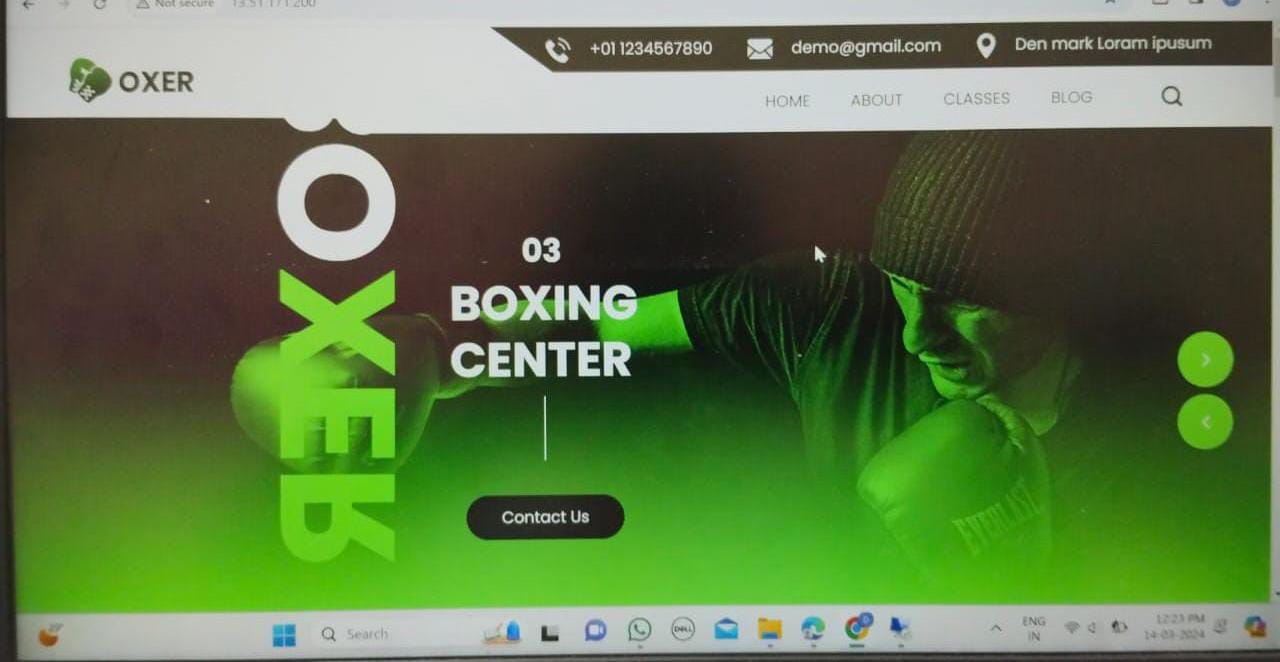 Not secure 13.51.171.200
+01 1234567890 demo@gmail.com Den mark Loram ipusum
OXER
HOME ABOUT CLASSES BLOG
OXER
03
BOXING
CENTER
Contact Us
EVERLAST
Search
DELL
ENG
IN
12:23 PM
14-03-2024